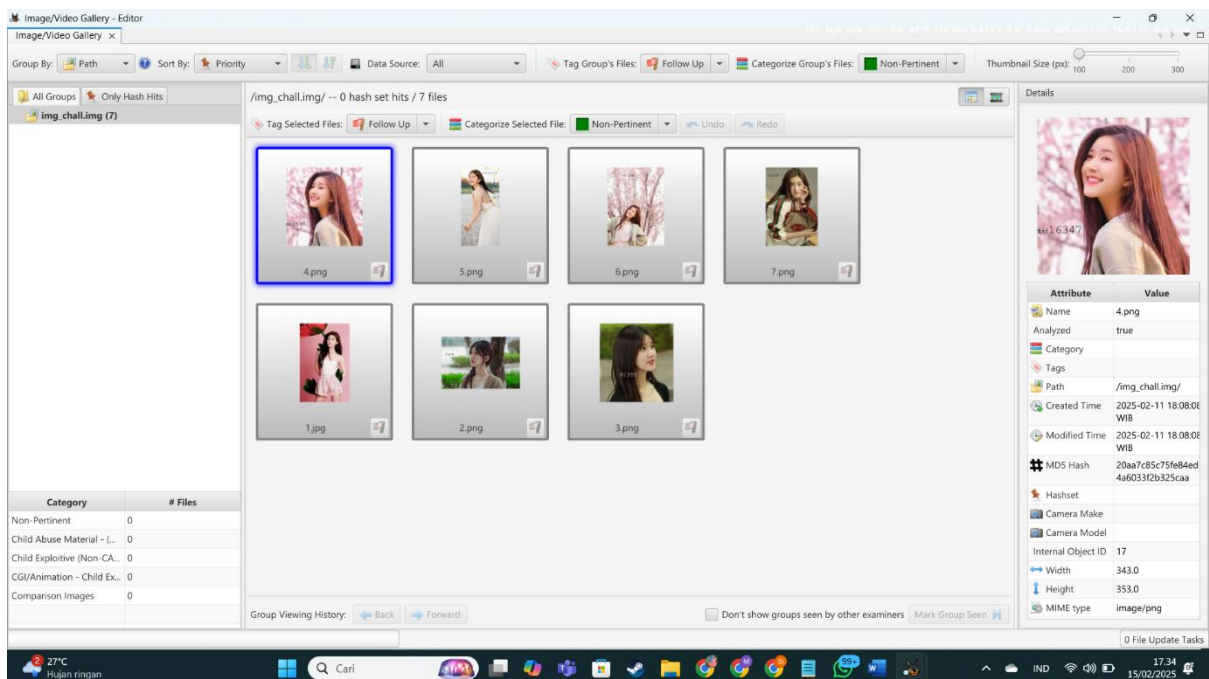 Image/Video Gallery - Editor
Image/Video Gallery ×
Group By: Path Sort By: Priority Data Source: All Tag Group's Files: Follow Up Categorize Group's Files: Non-Pertinent Thumbnail Size (px): 100 200 300
All Groups Only Hash Hits
img_chall.img (7)
/img_chall.img/ -- 0 hash set hits / 7 files
Tag Selected Files: Follow Up Categorize Selected File: Non-Pertinent Undo Redo
4.png 5.png 6.png 7.png
1.jpg 2.png 3.png
Category # Files
Non-Pertinent 0
Child Abuse Material - (... 0
Child Exploitive (Non-CA... 0
CGI/Animation - Child Ex... 0
Comparison Images 0
Group Viewing History: Back Forward Don't show groups seen by other examiners Mark Group Seen
Details
Attribute Value
Name 4.png
Analyzed true
Category
Tags
Path /img_chall.img/
Created Time 2025-02-11 18:08:08
WIB
Modified Time 2025-02-11 18:08:08
WIB
MD5 Hash 20aa7c85c75fe84ed
4a6033f2b325caa
Hashset
Camera Make
Camera Model
Internal Object ID 17
Width 343.0
Height 353.0
MIME type image/png
0 File Update Tasks
2 27°C
Hujan ringan
Cari
99+
IND
17.34
15/02/2025